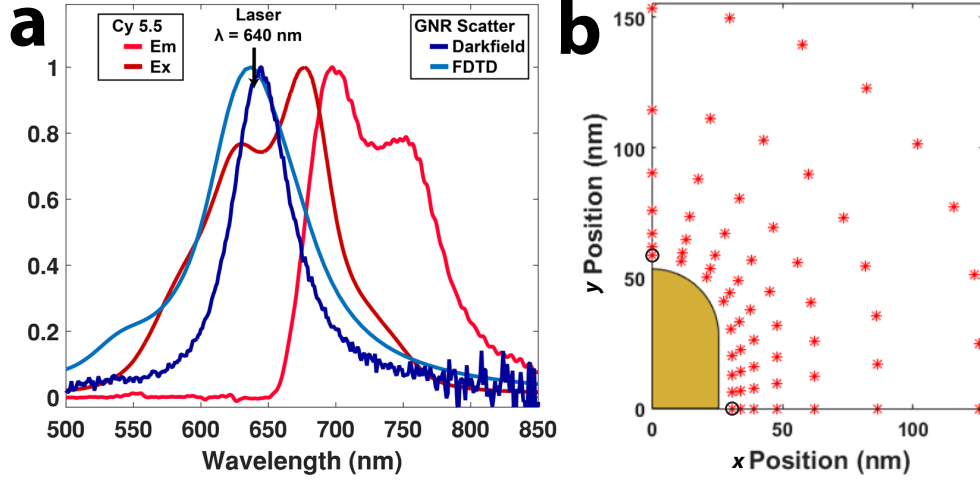 a
Cy 5.5
Em
Ex
Laser
λ = 640 nm
GNR Scatter
Darkfield
FDTD
1
0.8
0.6
0.4
0.2
0
500 550 600 650 700 750 800 850
Wavelength (nm)
b
150
100
50
0
y Position (nm)
0 50 100
x Position (nm)